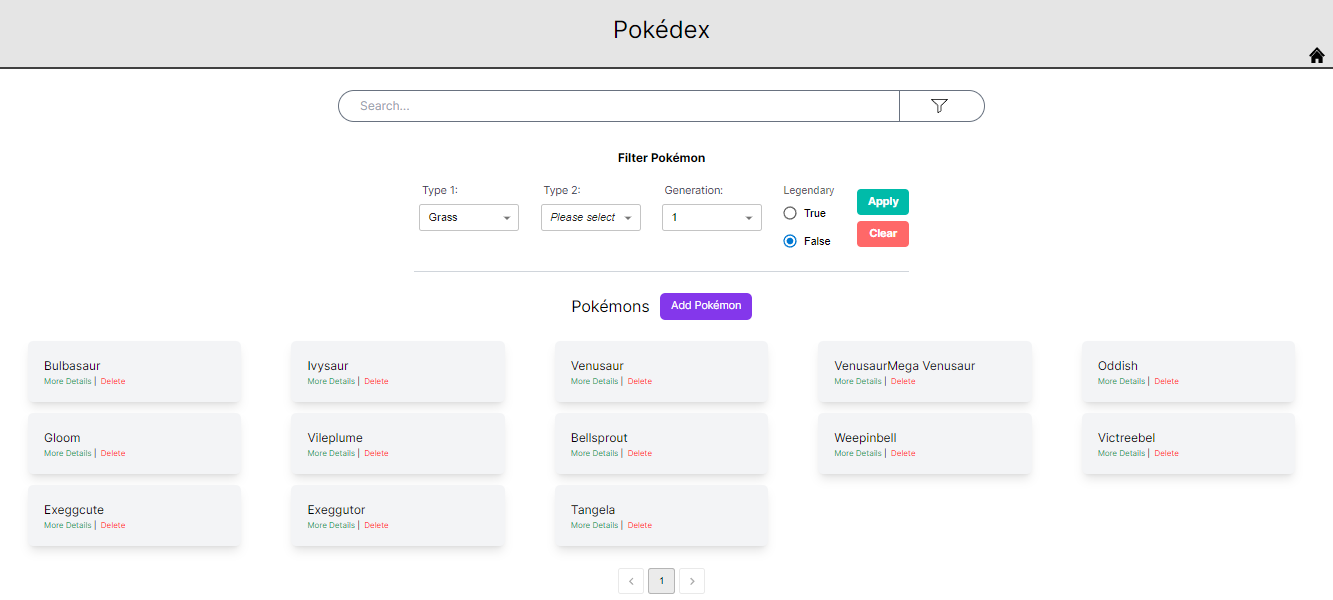 Pokédex
Search...
Filter Pokémon
Type 1: Type 2: Generation: Legendary
Grass Please select 1 True Apply
False Clear
Pokémons Add Pokémon
Bulbasaur Ivysaur Venusaur VenusaurMega Venusaur Oddish
More Details | Delete More Details | Delete More Details | Delete More Details | Delete More Details | Delete
Gloom Vileplume Bellsprout Weepinbell Victreebel
More Details | Delete More Details | Delete More Details | Delete More Details | Delete More Details | Delete
Exeggcute Exeggutor Tangela
More Details | Delete More Details | Delete More Details | Delete
< 1 >